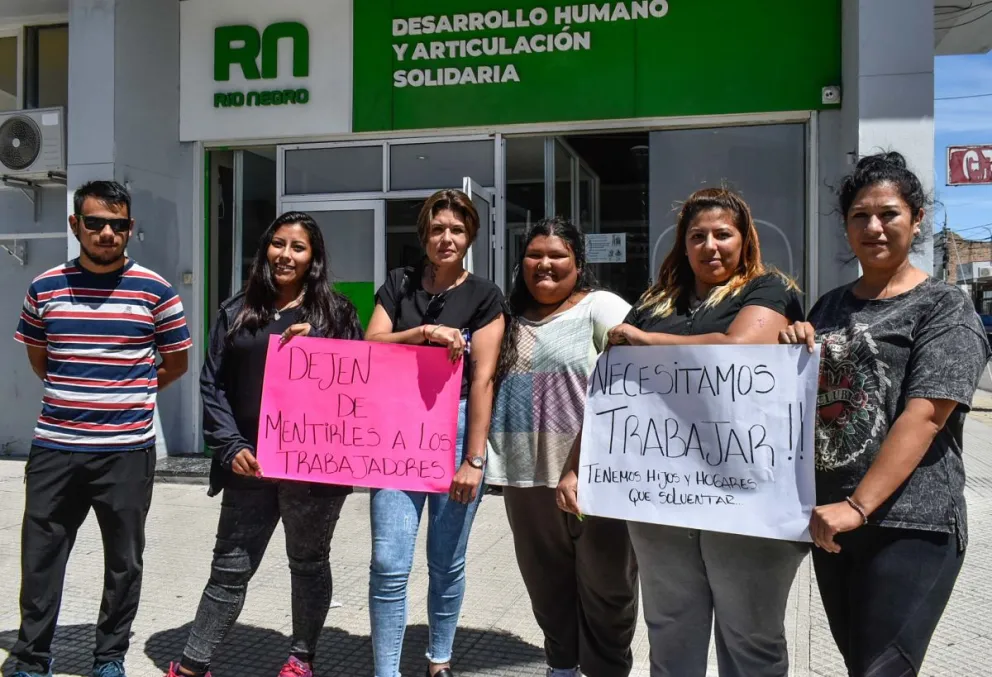 RN
RIO NEGRO
DESARROLLO HUMANO
Y ARTICULACIÓN
SOLIDARIA
DEJEN
DE
MENTIRLES A LOS
TRABAJADORES
NECESITAMOS
TRABAJAR!!
TENEMOS HIJOS Y HOGARES
QUE SOLVENTAR...